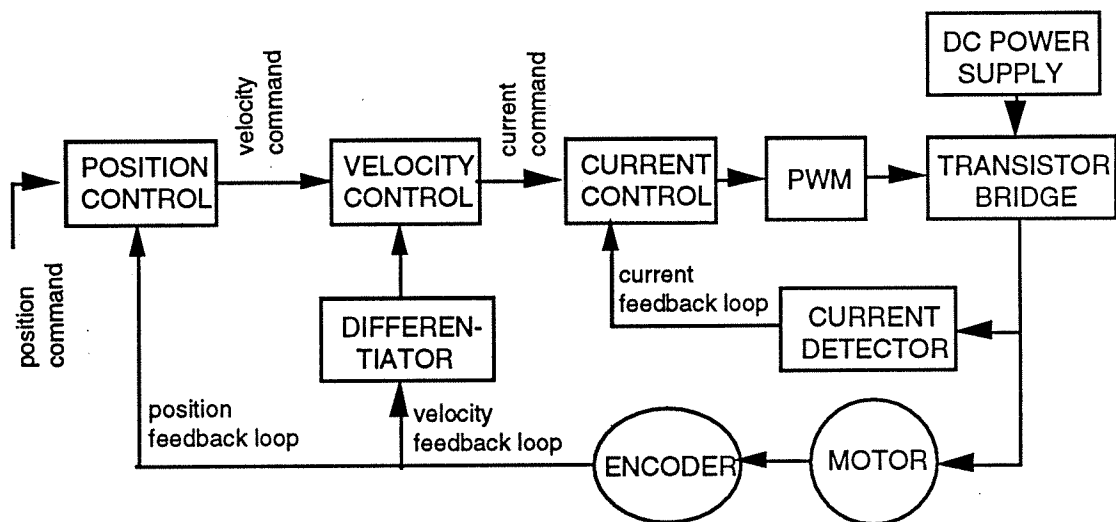 DC POWER
SUPPLY
velocity
command
current
command
POSITION
CONTROL
VELOCITY
CONTROL
CURRENT
CONTROL
PWM
TRANSISTOR
BRIDGE
position
command
current
feedback loop
DIFFEREN-
TIATOR
CURRENT
DETECTOR
position
feedback loop
velocity
feedback loop
ENCODER
MOTOR